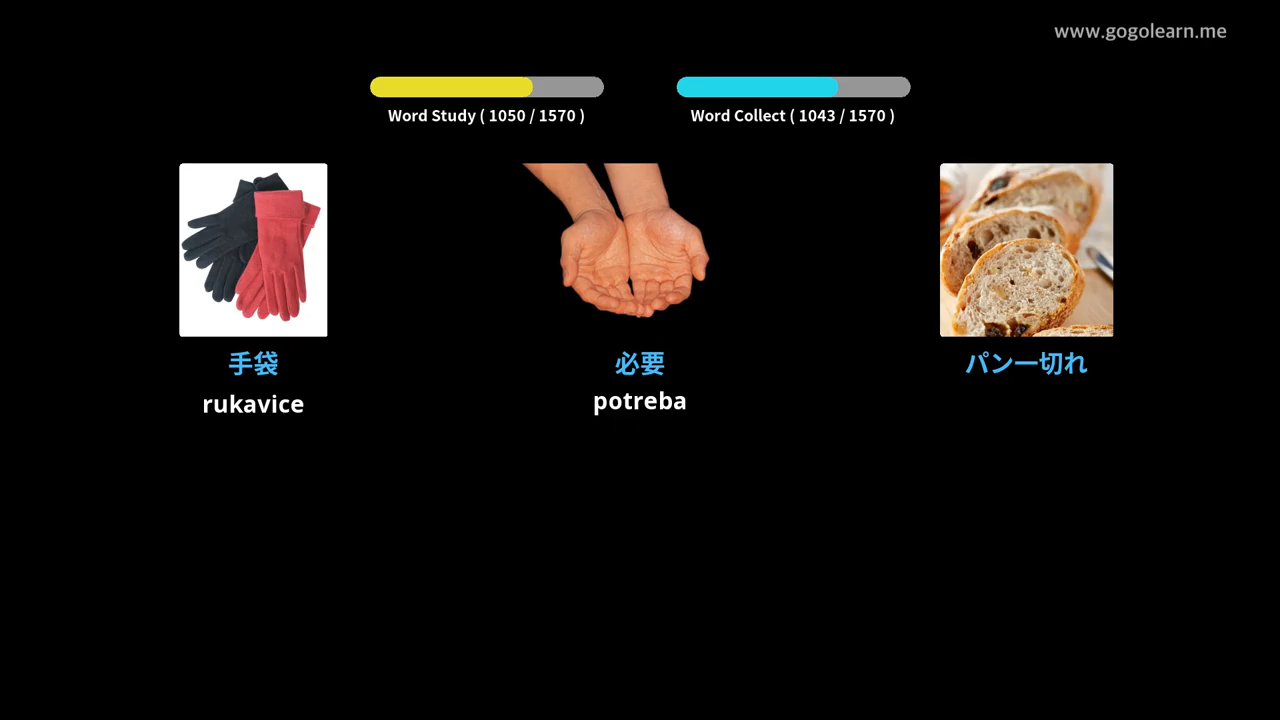 www.gogolearn.me
Word Study ( 1050 / 1570 )
Word Collect ( 1043 / 1570 )
手袋
rukavice
必要
potreba
パン一切れ